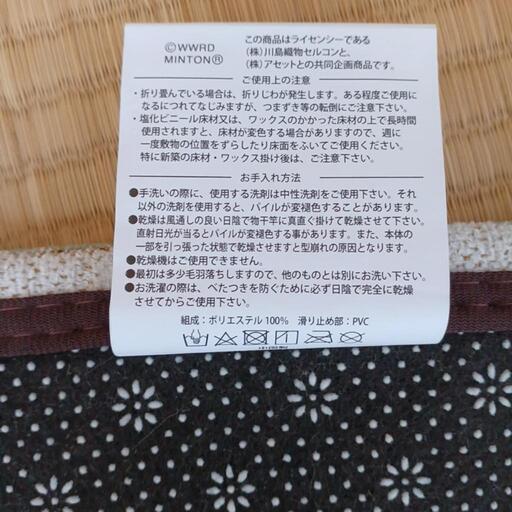 ©WWRD
MINTON®
この商品はライセンシーである
(株)川島織物セルコンと、
(株)アセットとの共同企画商品です。
ご使用上の注意
・折り畳んでいる場合は、折りじわが発生します。ある程度ご使用に
なるにつれてなじみますが、つまずき等の転倒にご注意下さい。
・塩化ビニール床材又は、ワックスのかかった床材の上で長時間
使用されますと、床材が変色する場合がありますので、週に
一度敷物の位置をずらしたり床面をふいてご使用下さい。
特に新築の床材・ワックス掛け後は、ご注意下さい。
お手入れ方法
●手洗いの際に、使用する洗剤は中性洗剤をご使用下さい。それ
以外の洗剤を使用すると、パイルが変褪色することがあります。
●乾燥は風通しの良い日陰で物干竿に真直ぐ掛けて乾燥させて下さい。
直射日光が当るとパイルが変褪色する事があります。また、本体の
一部を引っ張った状態で乾燥させますと型崩れの原因となります。
●乾燥機はご使用にならないで下さい。
●最初は多少毛羽落ちしますので、他のものとは別にお洗い下さい。
●お洗濯の際は、べたつきを防ぐために必ず日陰で完全に乾燥
させてからご使用下さい。
組成：ポリエステル 100%　滑り止め部：PVC